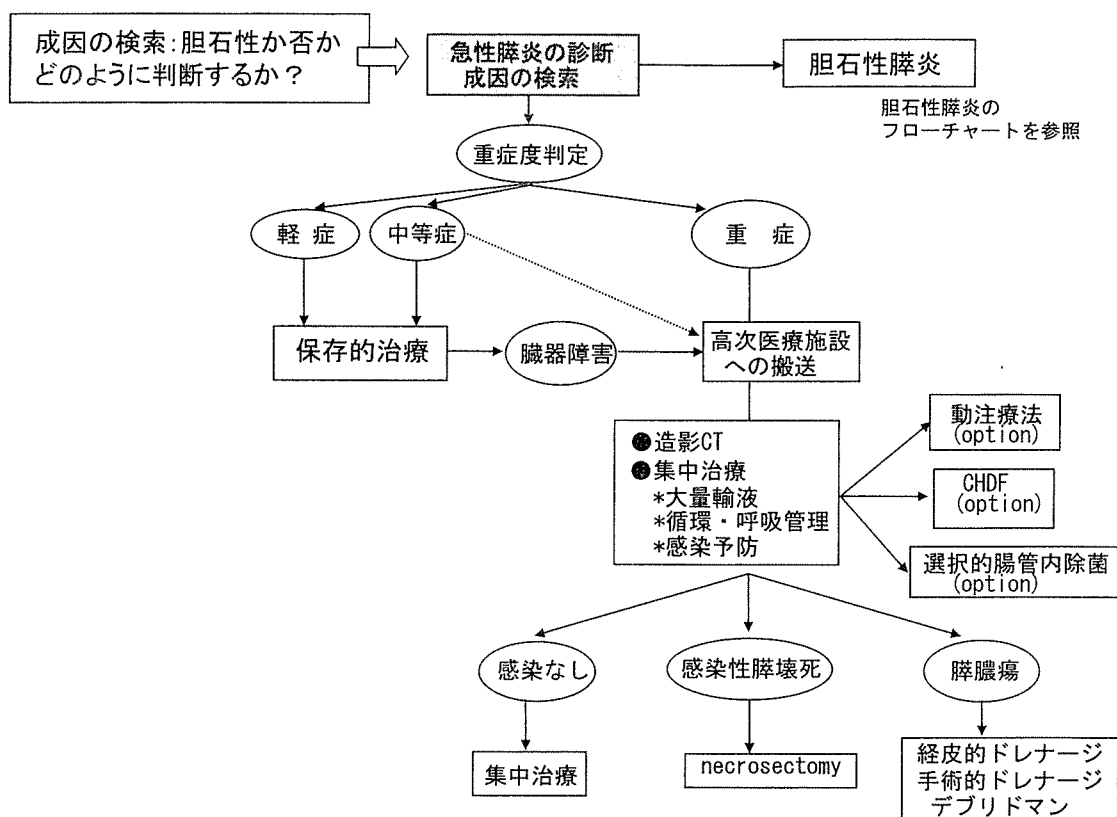 成因の検索:胆石性か否か
どのように判断するか？
急性膵炎の診断
成因の検索
胆石性膵炎
胆石性膵炎の
フローチャートを参照
重症度判定
軽 症
中等症
重 症
保存的治療
臓器障害
高次医療施設
への搬送
●造影CT
●集中治療
*大量輸液
*循環・呼吸管理
*感染予防
動注療法
(option)
CHDF
(option)
選択的腸管内除菌
(option)
感染なし
感染性膵壊死
膵膿瘍
集中治療
necrosectomy
経皮的ドレナージ
手術的ドレナージ
デブリドマン